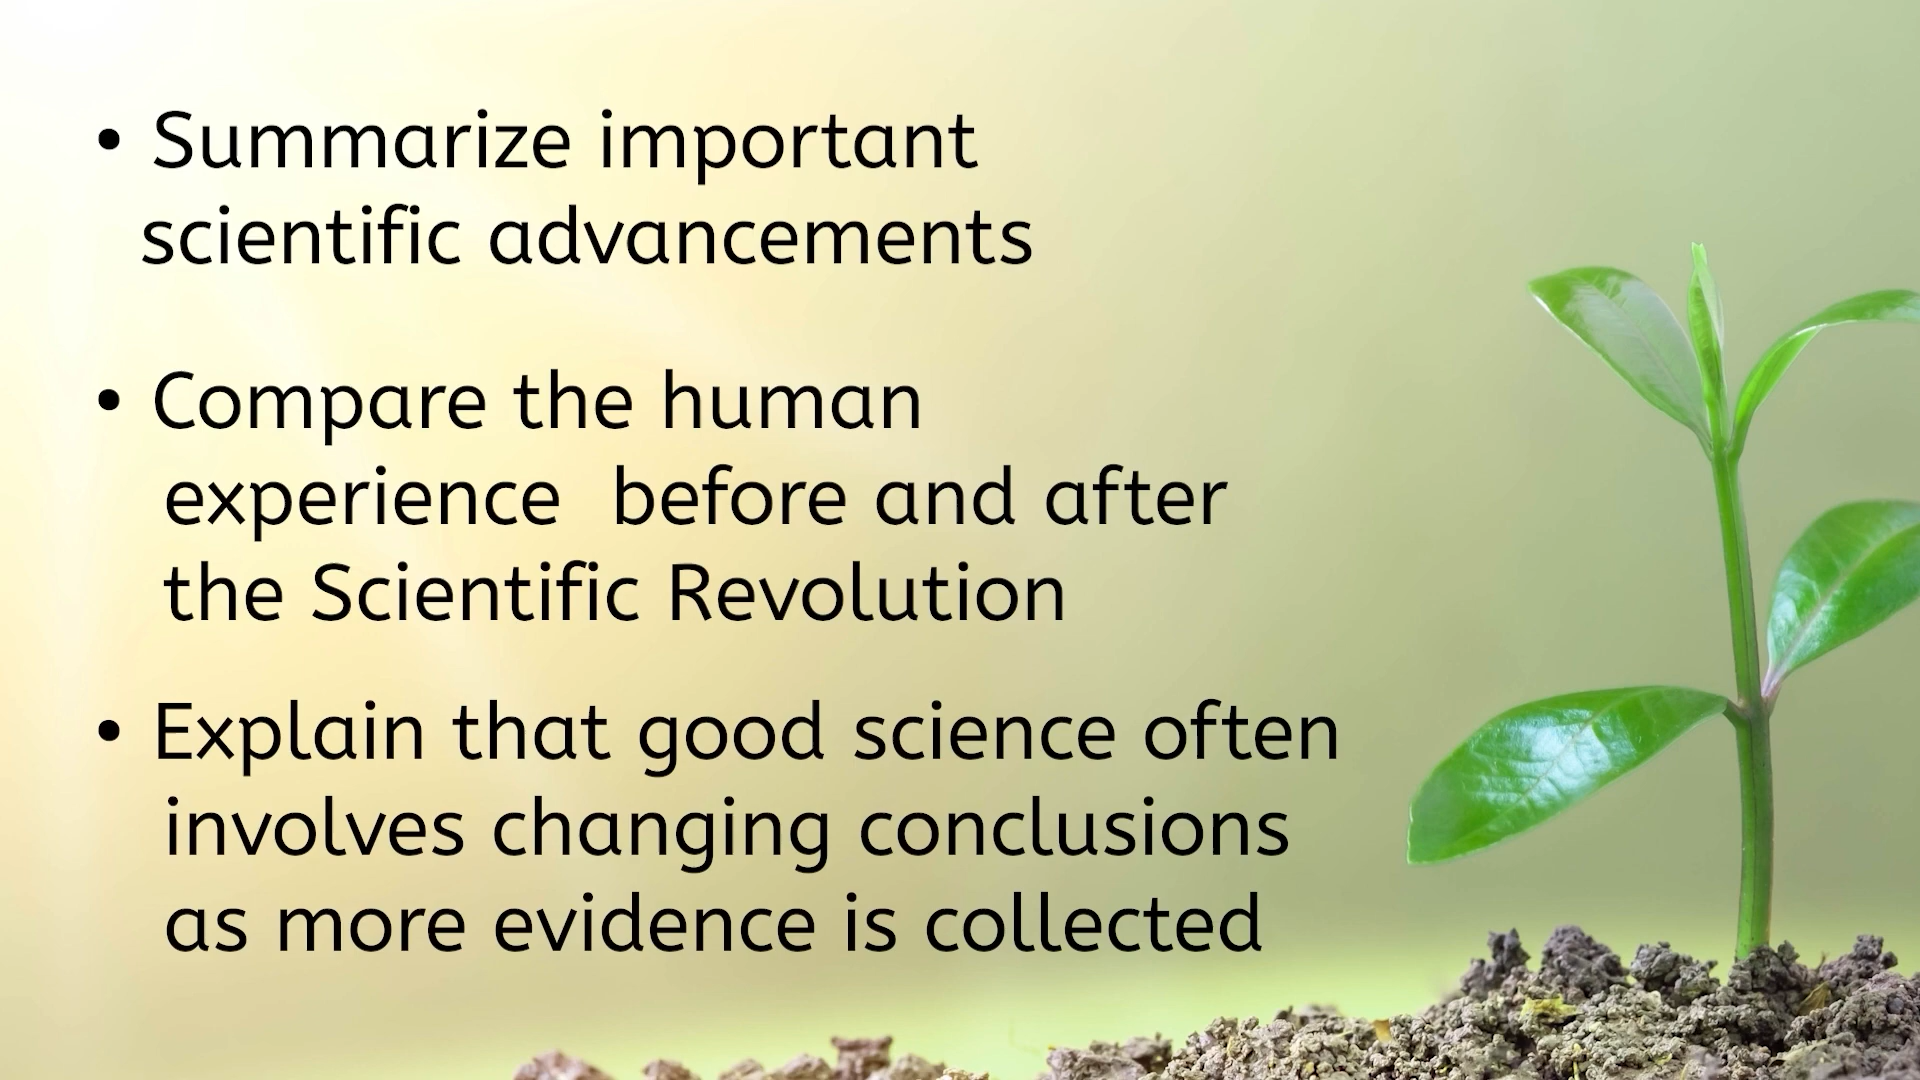 • Summarize important
scientific advancements
• Compare the human
experience  before and after
the Scientific Revolution
• Explain that good science often
involves changing conclusions
as more evidence is collected